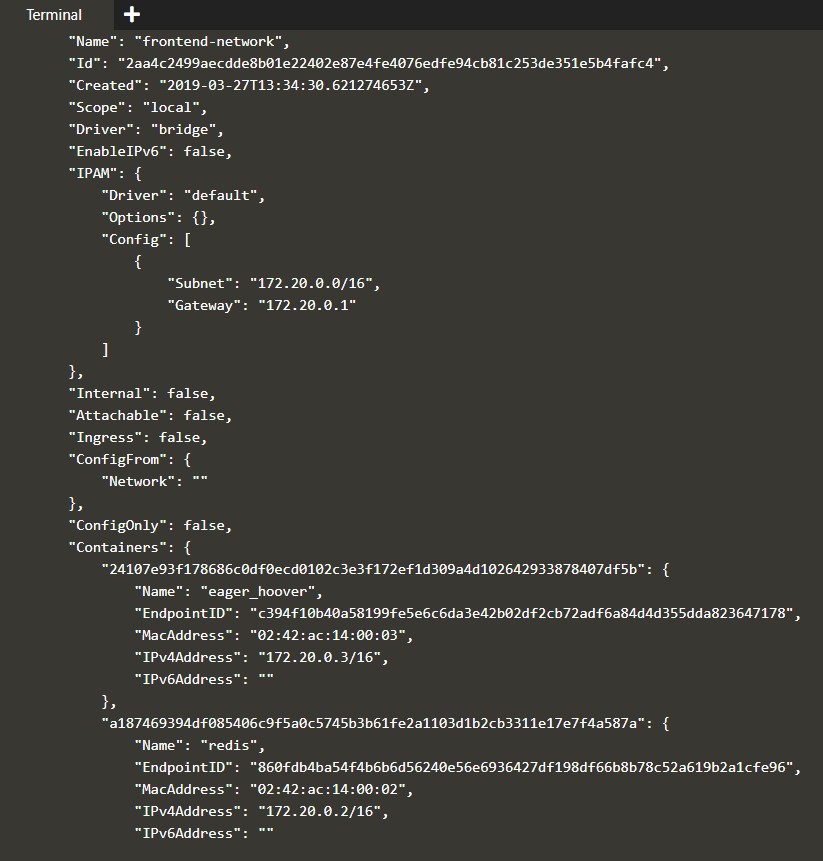 Terminal
"Name": "frontend-network",
"Id": "2aa4c2499aecdde8b01e22402e87e4fe4076edfe94cb81c253de351e5b4fafc4",
"Created": "2019-03-27T13:34:30.621274653Z",
"Scope": "local",
"Driver": "bridge",
"EnableIPv6": false,
"IPAM": {
"Driver": "default",
"Options": {},
"Config": [
{
"Subnet": "172.20.0.0/16",
"Gateway": "172.20.0.1"
}
]
},
"Internal": false,
"Attachable": false,
"Ingress": false,
"ConfigFrom": {
"Network": ""
},
"ConfigOnly": false,
"Containers": {
"24107e93f178686c0df0ecd0102c3e3f172ef1d309a4d102642933878407df5b": {
"Name": "eager_hoover",
"EndpointID": "c394f10b40a58199fe5e6c6da3e42b02df2cb72adf6a84d4d355dda823647178",
"MacAddress": "02:42:ac:14:00:03",
"IPv4Address": "172.20.0.3/16",
"IPv6Address": ""
},
"a187469394df085406c9f5a0c5745b3b61fe2a1103d1b2cb3311e17e7f4a587a": {
"Name": "redis",
"EndpointID": "860fdb4ba54f4b6b6d56240e56e6936427df198df66b8b78c52a619b2a1cfe96",
"MacAddress": "02:42:ac:14:00:02",
"IPv4Address": "172.20.0.2/16",
"IPv6Address": ""